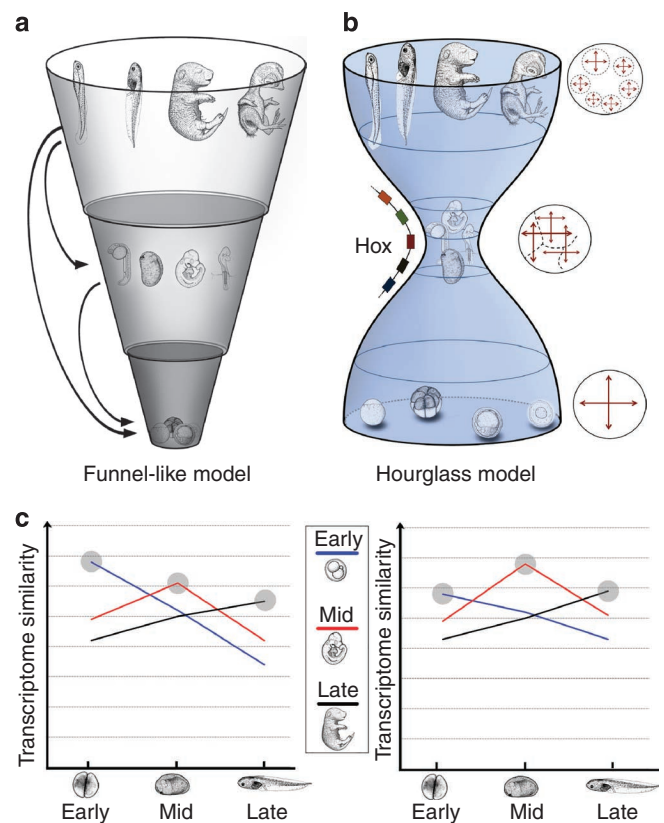 a
b
Hox
Funnel-like model
Hourglass model
c
Transcriptome similarity
Early
Mid
Late
Early
Mid
Late
Transcriptome similarity
Early
Mid
Late